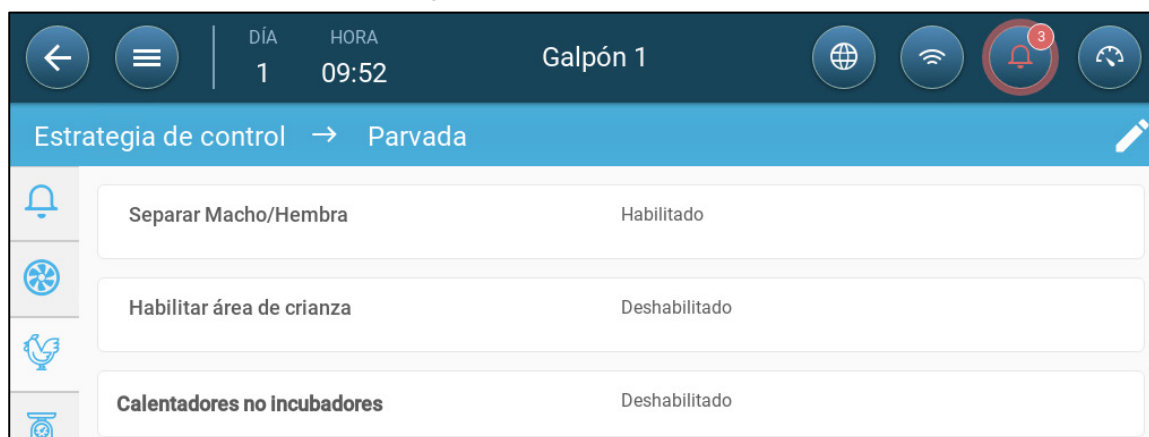 DÍA HORA
1 09:52 Galpón 1 3
Estrategia de control → Parvada
Separar Macho/Hembra Habilitado
Habilitar área de crianza Deshabilitado
Calentadores no incubadores Deshabilitado